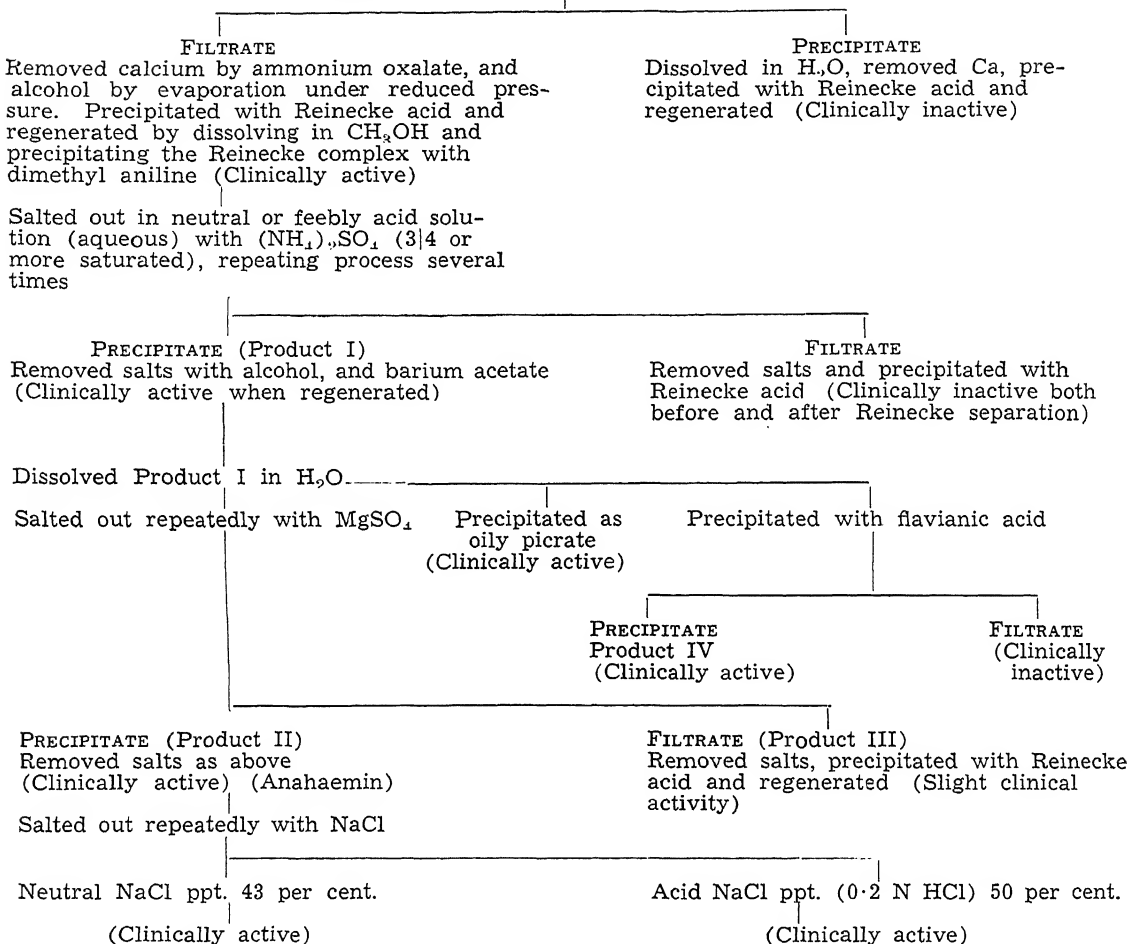 FILTRATE
Removed calcium by ammonium oxalate, and
alcohol by evaporation under reduced pres-
sure. Precipitated with Reinecke acid and
regenerated by dissolving in CH₃OH and
precipitating the Reinecke complex with
dimethyl aniline (Clinically active)
PRECIPITATE
Dissolved in H₂O, removed Ca, pre-
cipitated with Reinecke acid and
regenerated (Clinically inactive)
Salted out in neutral or feebly acid solu-
tion (aqueous) with (NH₄)₂SO₄ (3|4 or
more saturated), repeating process several
times
PRECIPITATE (Product I)
Removed salts with alcohol, and barium acetate
(Clinically active when regenerated)
FILTRATE
Removed salts and precipitated with
Reinecke acid (Clinically inactive both
before and after Reinecke separation)
Dissolved Product I in H₂O
Salted out repeatedly with MgSO₄
Precipitated as
oily picrate
(Clinically active)
Precipitated with flavianic acid
PRECIPITATE
Product IV
(Clinically active)
FILTRATE
(Clinically
inactive)
PRECIPITATE (Product II)
Removed salts as above
(Clinically active) (Anahaemin)
FILTRATE (Product III)
Removed salts, precipitated with Reinecke
acid and regenerated (Slight clinical
activity)
Salted out repeatedly with NaCl
Neutral NaCl ppt. 43 per cent.
(Clinically active)
Acid NaCl ppt. (0·2 N HCl) 50 per cent.
(Clinically active)